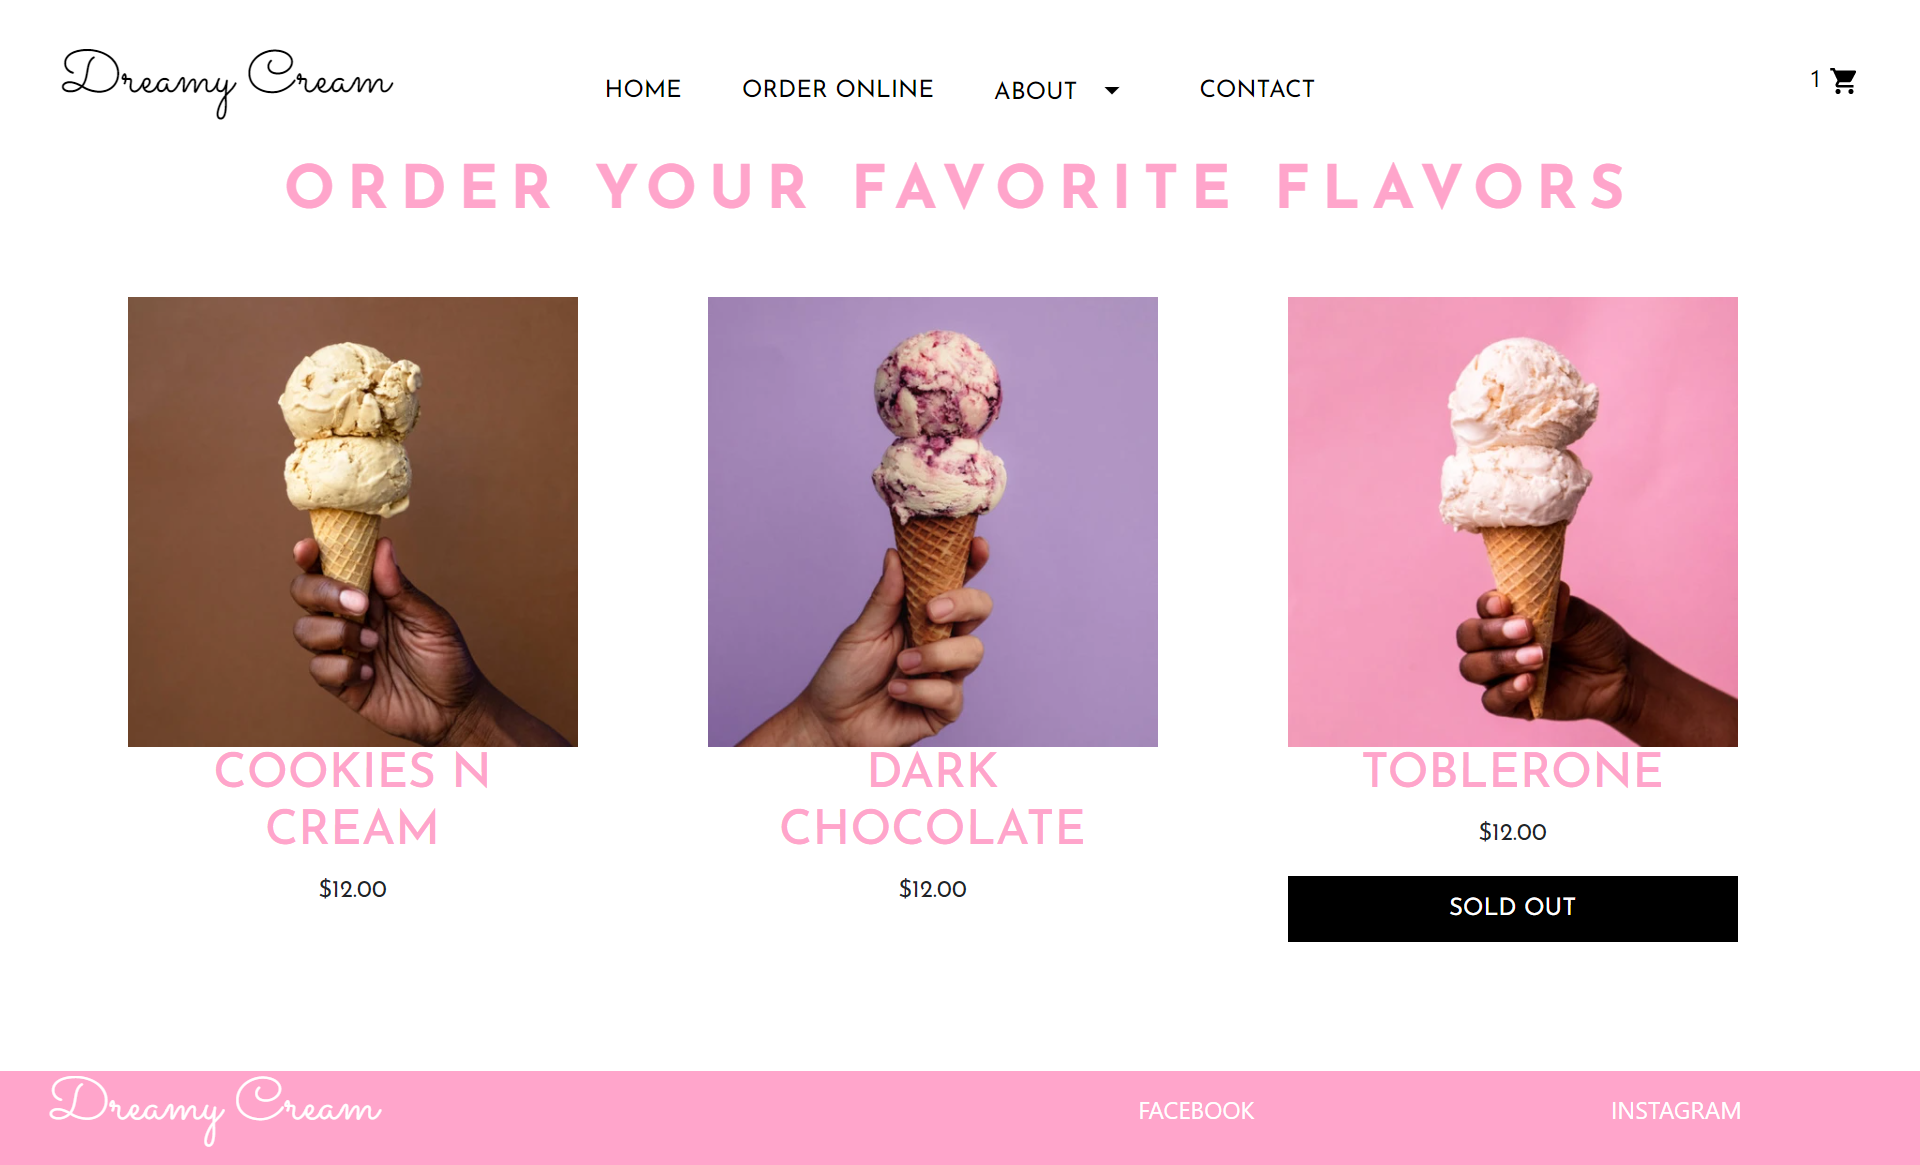 Dreamy Cream
HOME
ORDER ONLINE
ABOUT
CONTACT
1
ORDER YOUR FAVORITE FLAVORS
COOKIES N
CREAM
$12.00
DARK
CHOCOLATE
$12.00
TOBLERONE
$12.00
SOLD OUT
Dreamy Cream
FACEBOOK
INSTAGRAM